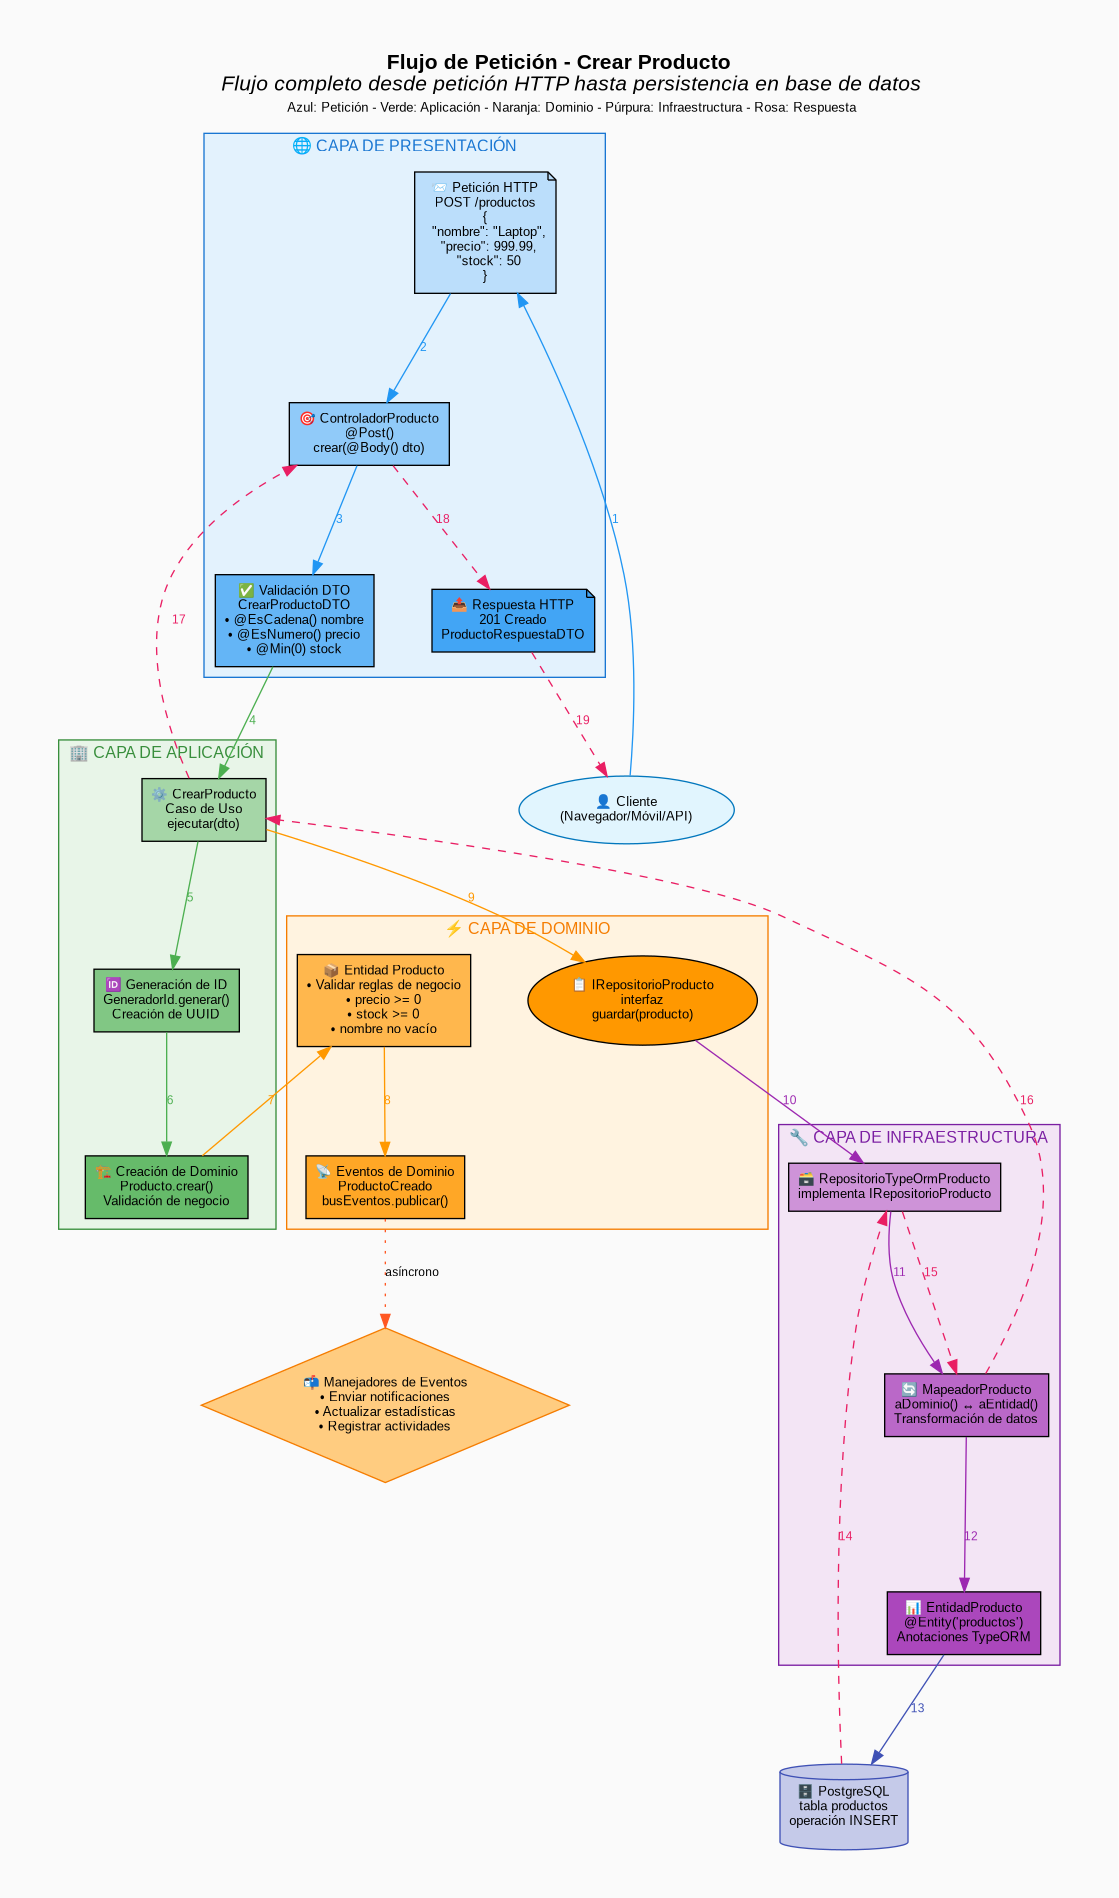 Flujo de Petición - Crear Producto
Flujo completo desde petición HTTP hasta persistencia en base de datos
Azul: Petición - Verde: Aplicación - Naranja: Dominio - Púrpura: Infraestructura - Rosa: Respuesta
🌐 CAPA DE PRESENTACIÓN
📨 Petición HTTP
POST /productos
{
"nombre": "Laptop",
"precio": 999.99,
"stock": 50
}
2
🎯 ControladorProducto
@Post()
crear(@Body() dto)
3
18
1
✅ Validación DTO
CrearProductoDTO
• @EsCadena() nombre
• @EsNumero() precio
• @Min(0) stock
📤 Respuesta HTTP
201 Creado
ProductoRespuestaDTO
17
4
19
🏢 CAPA DE APLICACIÓN
⚙️ CrearProducto
Caso de Uso
ejecutar(dto)
👤 Cliente
(Navegador/Móvil/API)
5
9
⚡ CAPA DE DOMINIO
🆔 Generación de ID
GeneradorId.generar()
Creación de UUID
📦 Entidad Producto
• Validar reglas de negocio
• precio >= 0
• stock >= 0
• nombre no vacío
📋 IRepositorioProducto
interfaz
guardar(producto)
6
7
8
10
16
🔧 CAPA DE INFRAESTRUCTURA
🏗️ Creación de Dominio
Producto.crear()
Validación de negocio
📡 Eventos de Dominio
ProductoCreado
busEventos.publicar()
🗃️ RepositorioTypeOrmProducto
implementa IRepositorioProducto
asíncrono
11
15
📬 Manejadores de Eventos
• Enviar notificaciones
• Actualizar estadísticas
• Registrar actividades
🔄 MapeadorProducto
aDominio() ↔ aEntidad()
Transformación de datos
14
12
📊 EntidadProducto
@Entity('productos')
Anotaciones TypeORM
13
🗄️ PostgreSQL
tabla productos
operación INSERT